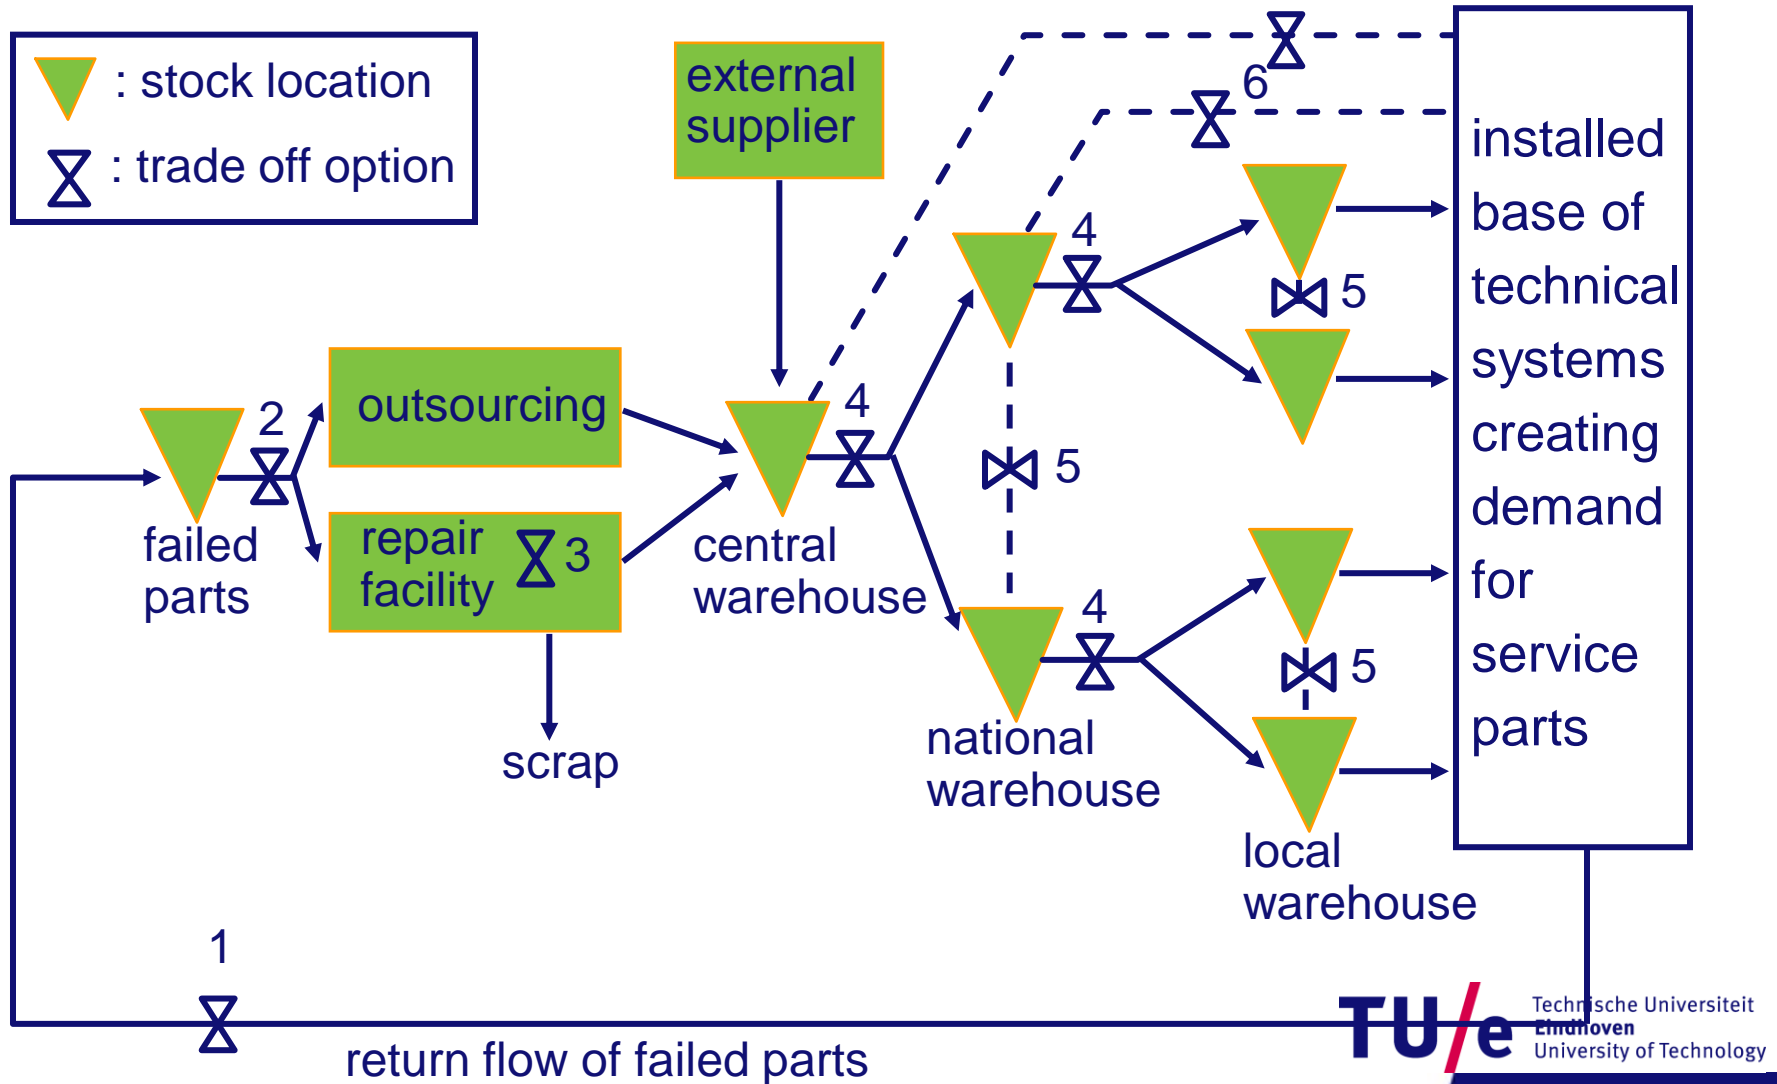 : stock location
: trade off option
external
supplier
6
installed
base of
technical
systems
creating
demand
for
service
parts
4
5
2
outsourcing
4
5
failed
parts
repair
facility
3
central
warehouse
4
5
scrap
national
warehouse
local
warehouse
1
return flow of failed parts
TU/e
Technische Universiteit
Eindhoven
University of Technology